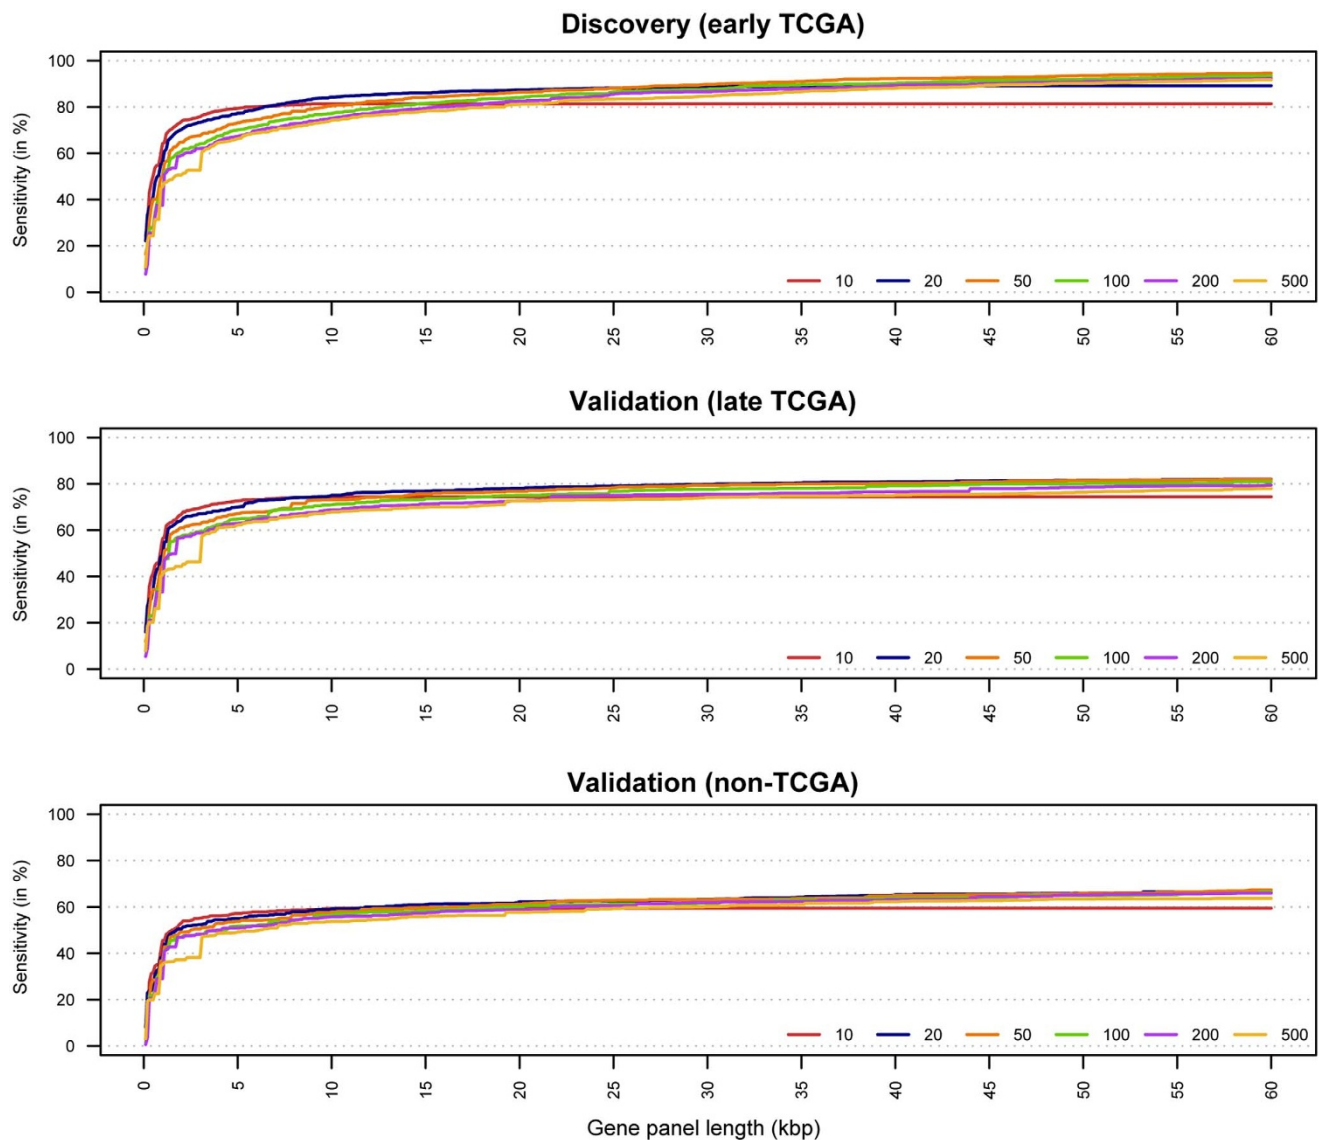 Discovery (early TCGA)
Sensitivity (in %)
100
80
60
40
20
0
10 20 50 100 200 500
0 5 10 15 20 25 30 35 40 45 50 55 60
Validation (late TCGA)
Sensitivity (in %)
100
80
60
40
20
0
10 20 50 100 200 500
0 5 10 15 20 25 30 35 40 45 50 55 60
Validation (non-TCGA)
Sensitivity (in %)
100
80
60
40
20
0
10 20 50 100 200 500
0 5 10 15 20 25 30 35 40 45 50 55 60
Gene panel length (kbp)